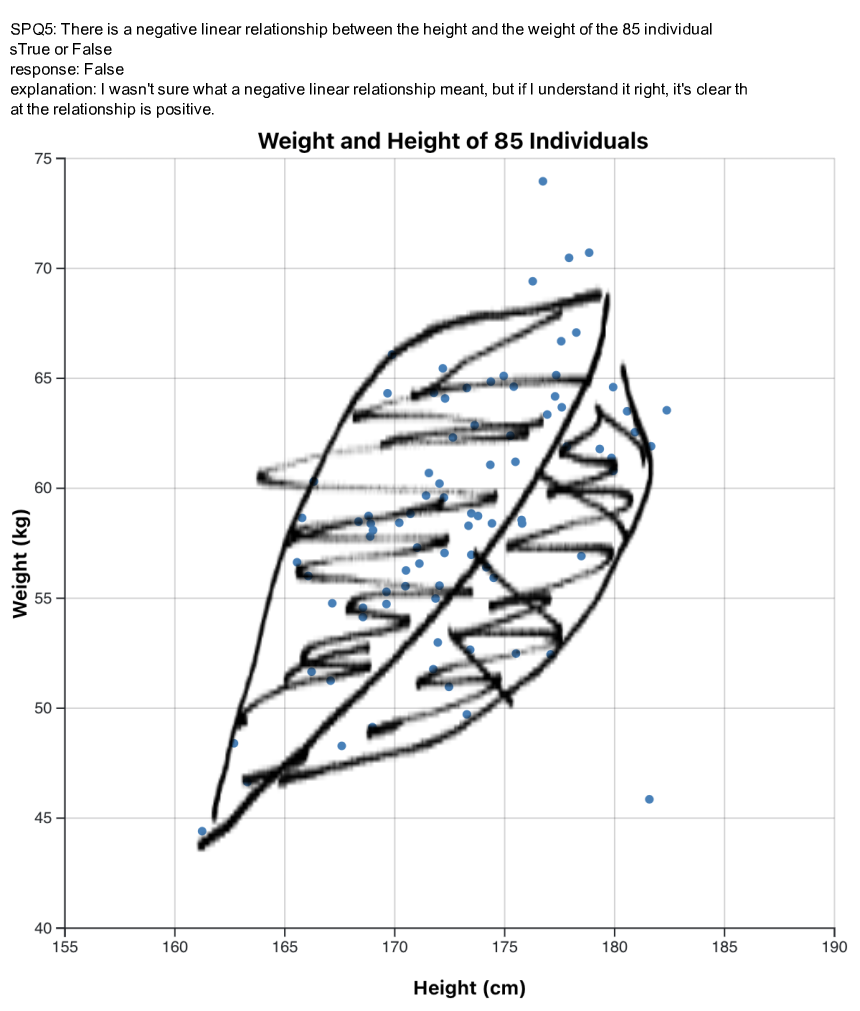 SPQ5: There is a negative linear relationship between the height and the weight of the 85 individual
sTrue or False
response: False
explanation: I wasn't sure what a negative linear relationship meant, but if I understand it right, it's clear th
at the relationship is positive.
Weight and Height of 85 Individuals
75
70
65
60
55
50
45
40
Weight (kg)
155 160 165 170 175 180 185 190
Height (cm)